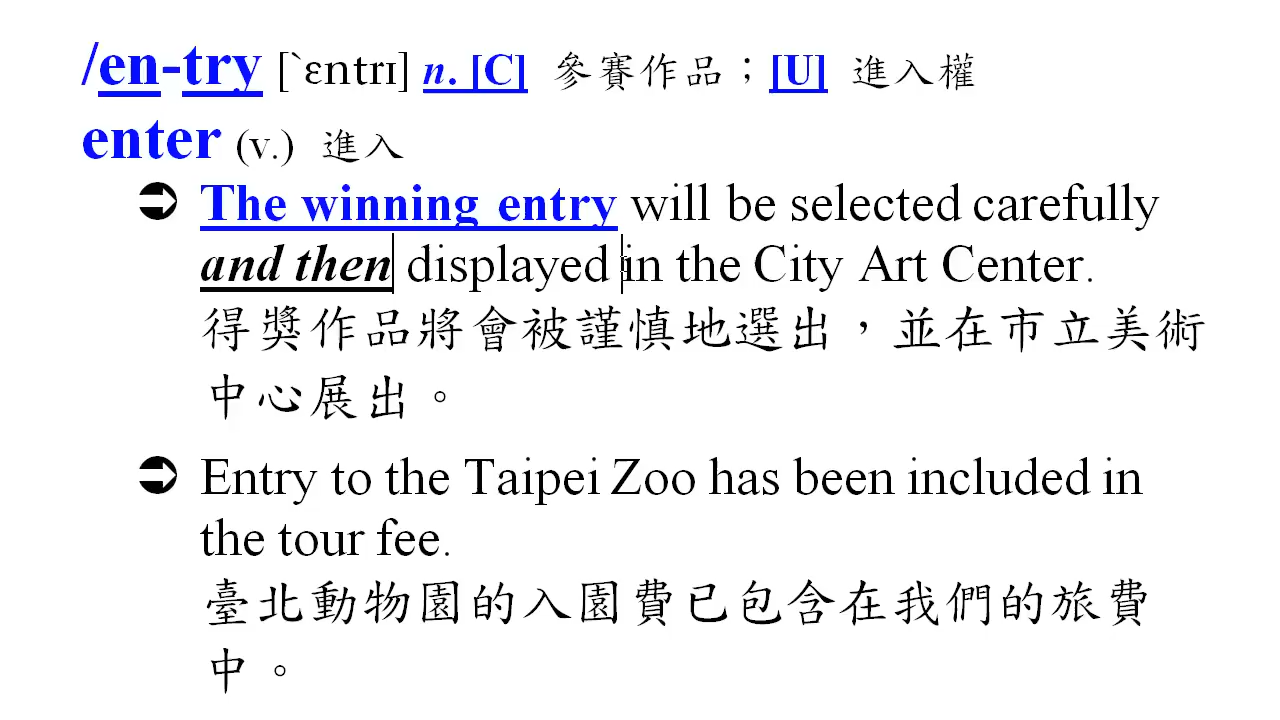 /en-try [ˋɛntrɪ] n. [C] 參賽作品；[U] 進入權
enter (v.) 進入
➲ The winning entry will be selected carefully
and then displayed in the City Art Center.
得獎作品將會被謹慎地選出，並在市立美術
中心展出。
➲ Entry to the Taipei Zoo has been included in
the tour fee.
臺北動物園的入園費已包含在我們的旅費
中。